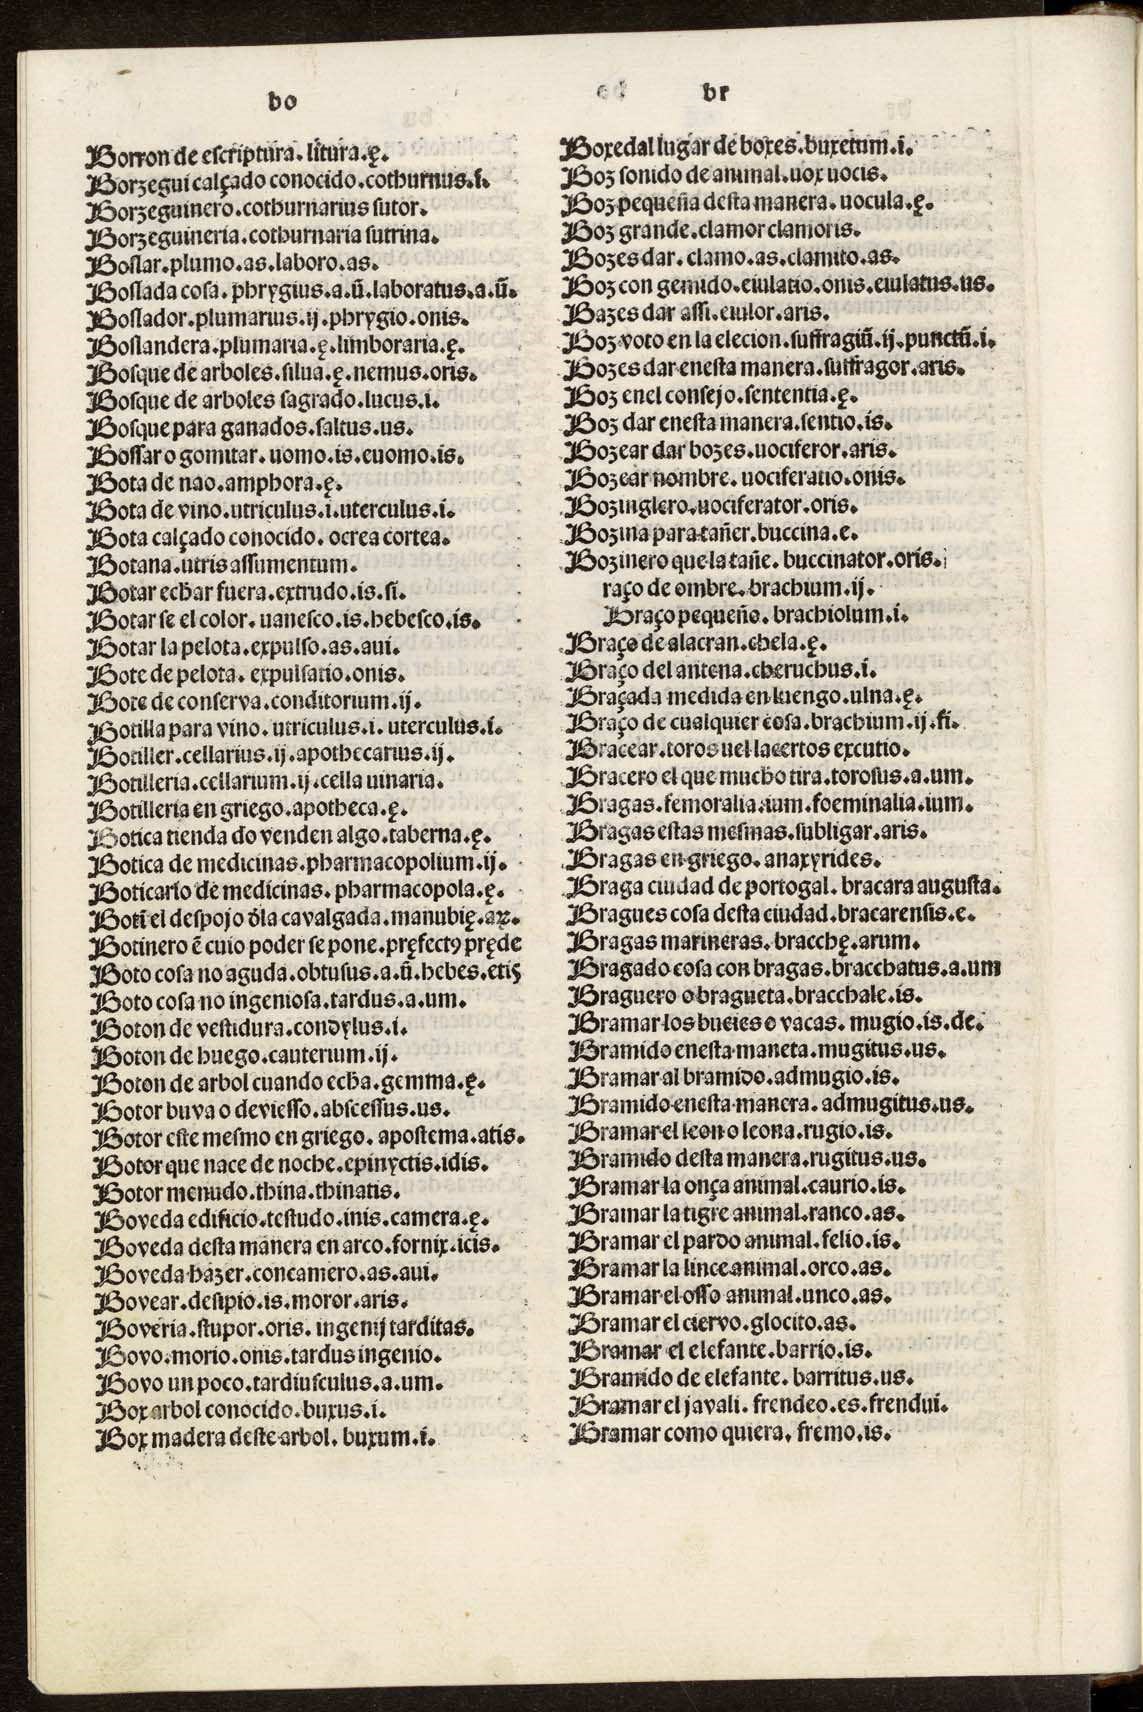 bo
Borron de escriptura. litura.ę.
Borzegui calçado conocido.cothurnus.i.
Borzeguinero.cothurnarius sutor.
Borzeguineria.cothurnaria sutrina.
Boslar.plumo.as.laboro.as.
Boslada cosa. phrygius.a.ũ.laboratus.a.ũ.
Boslador.plumarius.ij.phrygio.onis.
Boslandera.plumaria.ę.limboraria.ę.
Bosque de arboles.silua.ę.nemus.oris.
Bosque de arboles sagrado.lucus.i.
Bosque para ganados.saltus.us.
Bossar o gomitar.uomo.is.euomo.is.
Bota de nao.amphora.ę.
Bota de vino.utriculus.i.uterculus.i.
Bota calçado conocido. ocrea cortea.
Botana.utris assumentum.
Botar echar fuera.extrudo.is.si.
Botar se el color. uanesco.is.hebesco.is.
Botar la pelota.expulso.as.aui.
Bote de pelota. expulsatio.onis.
Bote de conserva.conditorium.ij.
Botilla para vino. utriculus.i. uterculus.i.
Botiller.cellarius.ij.apothecarius.ij.
Botilleria.cellarium.ij.cella uinaria.
Botilleria en griego.apotheca.ę.
Botica tienda do venden algo.taberna.ę.
Botica de medicinas.pharmacopolium.ij.
Boticario de medicinas. pharmacopola.ę.
Botĩ el despojo ďla cavalgada.manubię.aꝝ.
Botinero ẽ cuio poder se pone.pręfectꝰ pręde
Boto cosa no aguda.obtusus.a.ũ.hebes.etiꝭ
Boto cosa no ingeniosa.tardus.a.um.
Boton de vestidura.condylus.i.
Boton de huego.cauterium.ij.
Boton de arbol cuando echa.gemma.ę.
Botor buva o deviesso.abscessus.us.
Botor este mesmo en griego. apostema.atis.
Botor que nace de noche.epinyctis.idis.
Botor menudo.thina.thinatis.
Boveda edificio.testudo.inis.camera.ę.
Boveda desta manera en arco.fornix.icis.
Boveda hazer.concamero.as.aui.
Bovear.desipio.is.moror.aris.
Boveria.stupor.oris. ingenij tarditas.
Bovo.morio.onis.tardus ingenio.
Bovo un poco.tardiusculus.a.um.
Box arbol conocido.buxus.i.
Box madera deste arbol. buxum.i.
br
Boxedal lugar de boxes.buxetum.i.
Boz sonido de animal.uox uocis.
Boz pequeña desta manera. uocula.ę.
Boz grande.clamor clamoris.
Bozes dar. clamo.as.clamito.as.
Boz con gemido.eiulatio.onis.eiulatus.us.
Bazes dar assi.eiulor.aris.
Boz voto en la elecion.suffragiũ.ij.punctũ.i.
Bozes dar enesta manera.suffragor.aris.
Boz enel consejo.sententia.ę.
Boz dar enesta manera.sentio.is.
Bozear dar bozes.uociferor.aris.
Bozear nombre. uociferatio.onis.
Bozinglero.uociferator.oris.
Bozina para tañer.buccina.e.
Bozinero que la tañe. buccinator.oris.
raço de ombre.brachium.ij.
Braço pequeño. brachiolum.i.
Braço de alacran.chela.ę.
Braço del antena.cheruchus.i.
Braçada medida en luengo.ulna.ę.
Braço de cualquier cosa.brachium.ij.fi.
Bracear.toros uel lacertos excutio.
Bracero el que mucho tira.torosus.a.um.
Bragas.femoralia.ium.foeminalia.ium.
Bragas estas mesmas.subligar.aris.
Bragas en griego. anaxyrides.
Braga ciudad de portogal. bracara augusta.
Bragues cosa desta ciudad.bracarensis.e.
Bragas marineras.bracchę.arum.
Bragado cosa con bragas.bracchatus.a.um
Braguero o bragueta.bracchale.is.
Bramar los bueies o vacas. mugio.is.de.
Bramido enesta maneta.mugitus.us.
Bramar al bramido.admugio.is.
Bramido enesta manera. admugitus.us.
Bramar el leon o leona.rugio.is.
Bramido desta manera.rugitus.us.
Bramar la onça animal.caurio.is.
Bramar la tigre animal.ranco.as.
Bramar el pardo animal.felio.is.
Bramar la lince animal.orco.as.
Bramar el osso animal.unco.as.
Bramar el ciervo.glocito.as.
Bramar el elefante.barrio.is.
Bramido de elefante. barritus.us.
Bramar el javali. frendeo.es.frendui.
Bramar como quiera. fremo.is.